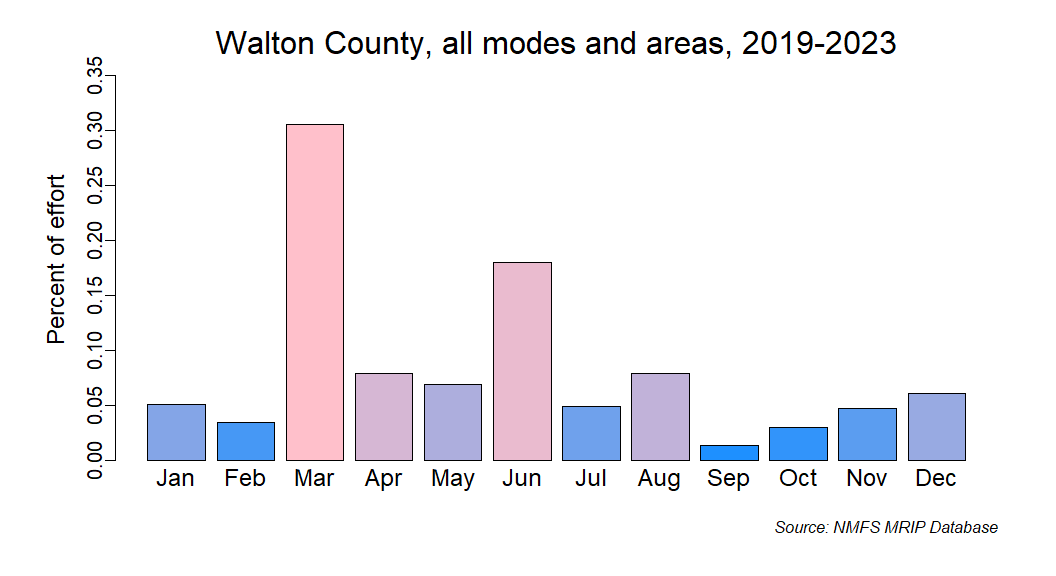 Walton County, all modes and areas, 2019-2023
Percent of effort
0.35
0.30
0.25
0.20
0.15
0.10
0.05
0.00
Jan Feb Mar Apr May Jun Jul Aug Sep Oct Nov Dec
Source: NMFS MRIP Database